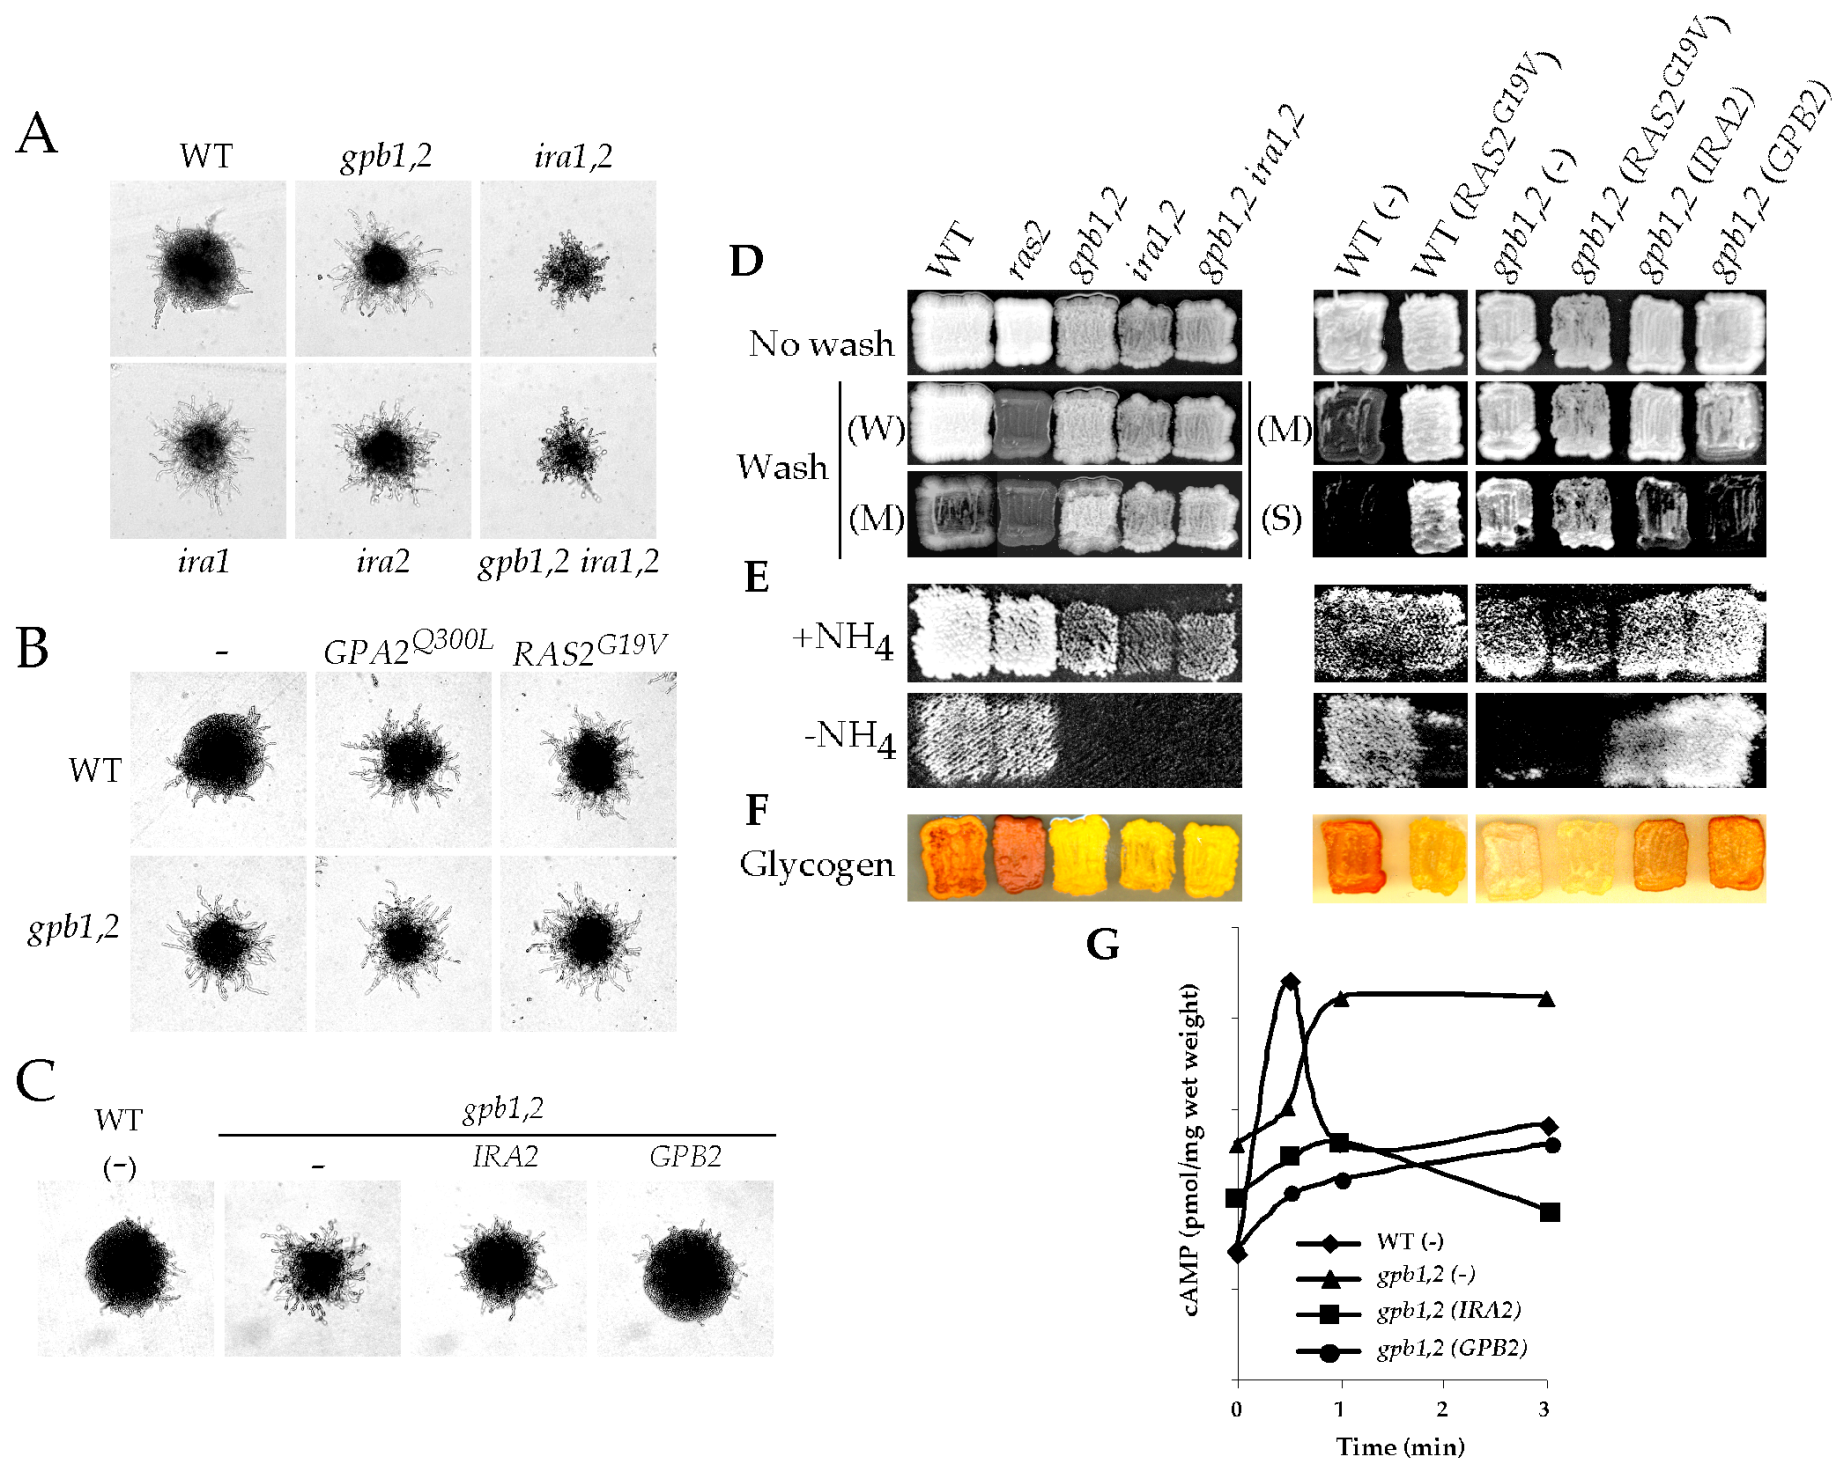 A
WT gpb1,2 ira1,2
ira1 ira2 gpb1,2 ira1,2
B
- GPA2Q300L RAS2G19V
WT
gpb1,2
C
WT
(-)
gpb1,2
- IRA2 GPB2
D
WT
ras2
gpb1,2
ira1,2
gpb1,2 ira1,2
WT (-)
WT (RAS2G19V)
gpb1,2 (-)
gpb1,2 (RAS2G19V)
gpb1,2 (IRA2)
gpb1,2 (GPB2)
No wash
Wash
(W)
(M)
(M)
(S)
E
+NH4
-NH4
F
Glycogen
G
cAMP (pmol/mg wet weight)
WT (-)
gpb1,2 (-)
gpb1,2 (IRA2)
gpb1,2 (GPB2)
0 1 2 3
Time (min)